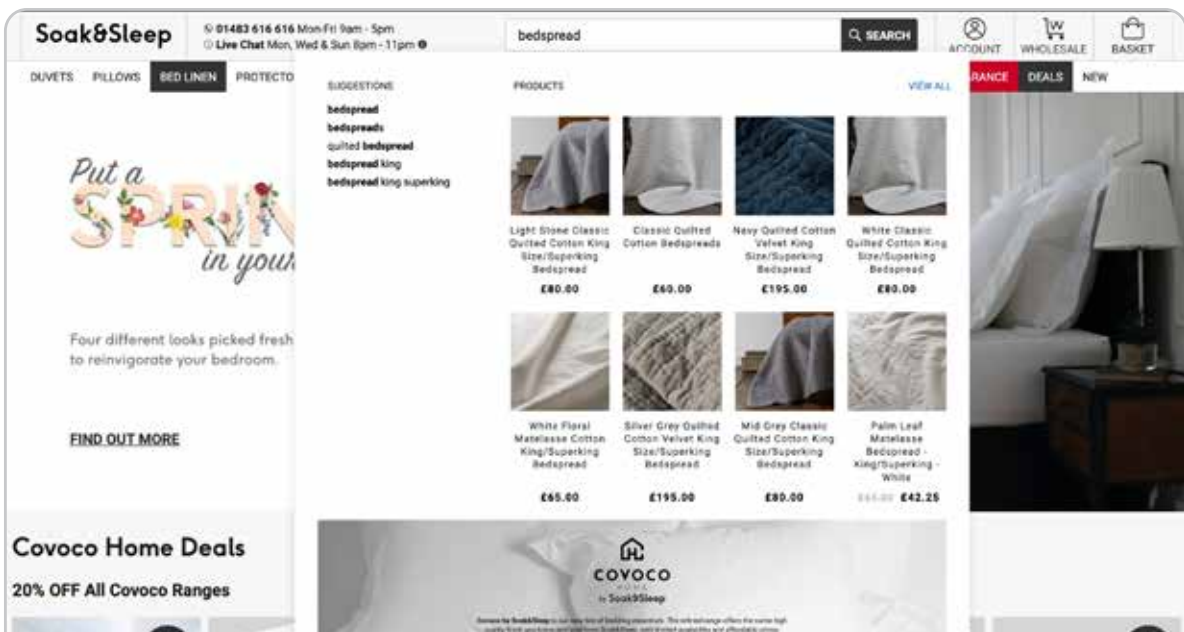 Soak&Sleep
01483 616 616 Mon-Fri 9am - 5pm
Live Chat Mon, Wed & Sun 8pm - 11pm
bedspread
SEARCH
ACCOUNT
WHOLESALE
BASKET
DUVETS
PILLOWS
BED LINEN
PROTECTO
RANCE
DEALS
NEW
SUGGESTIONS
bedspread
bedspreads
quilted bedspread
bedspread king
bedspread king superking
PRODUCTS
VIEW ALL
Light Stone Classic
Quilted Cotton King
Size/Superking
Bedspread
£80.00
Classic Quilted
Cotton Bedspreads
£60.00
Navy Quilted Cotton
Velvet King
Size/Superking
Bedspread
£195.00
White Classic
Quilted Cotton King
Size/Superking
Bedspread
£80.00
White Floral
Matelasse Cotton
King/Superking
Bedspread
£65.00
Silver Grey Quilted
Cotton Velvet King
Size/Superking
Bedspread
£195.00
Mid Grey Classic
Quilted Cotton King
Size/Superking
Bedspread
£80.00
Palm Leaf
Matelasse
Bedspread -
King/Superking -
White
£65.00 £42.25
Put a
SPRIN
in your
Four different looks picked fresh
to reinvigorate your bedroom.
FIND OUT MORE
Covoco Home Deals
20% OFF All Covoco Ranges
COVOCO
HOME
by Soak&Sleep